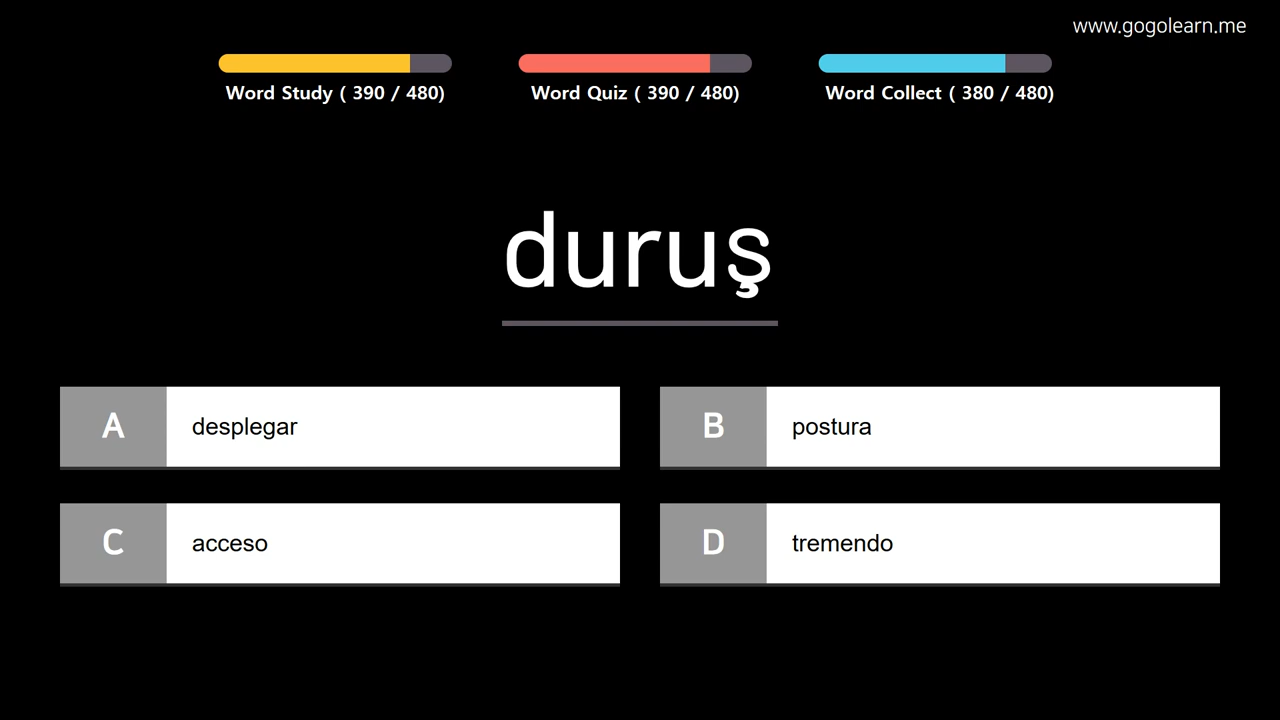 www.gogolearn.me
Word Study ( 390 / 480)
Word Quiz ( 390 / 480)
Word Collect ( 380 / 480)
duruş
A desplegar
B postura
C acceso
D tremendo